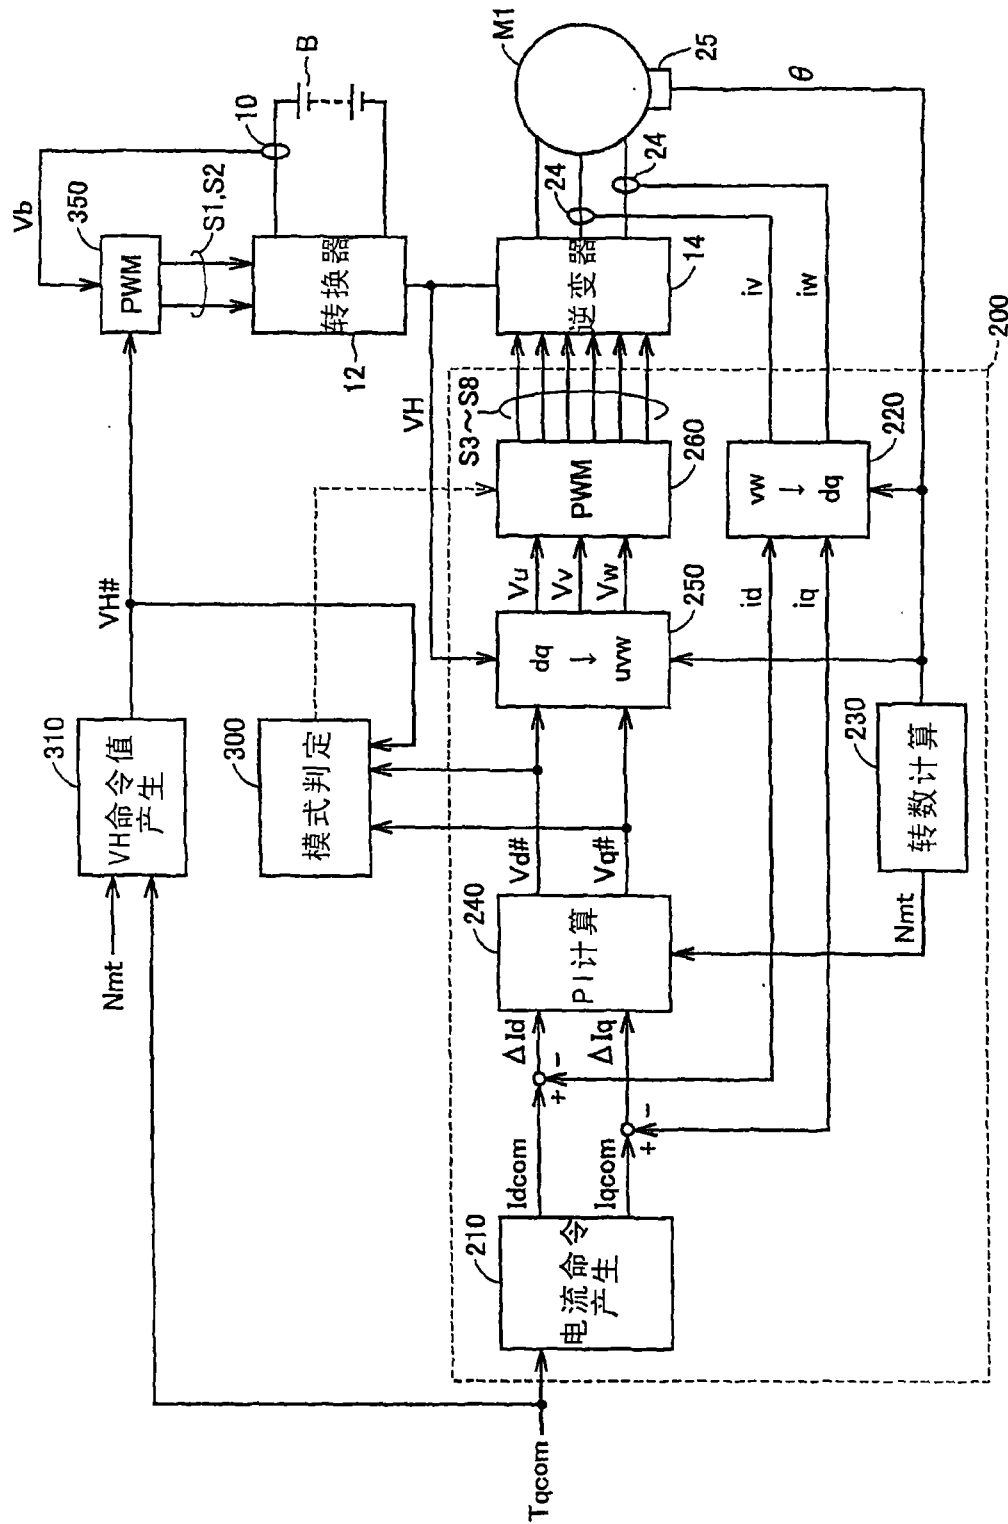 Tqcom
210
电流命令
产生
Idcom
Iqcom
+
-
+
-
ΔId
ΔIq
240
PI计算
Vd#
Vq#
Nmt
310
VH命令值
产生
VH#
300
模式判定
230
转数计算
Nmt
250
dq
↓
uvw
Vu
Vv
Vw
260
PWM
S3~S8
VH
id
iq
220
vw
↓
dq
iv
iw
200
Vb
350
PWM
S1,S2
12
转换器
10
B
14
逆变器
24
24
M1
25
θ